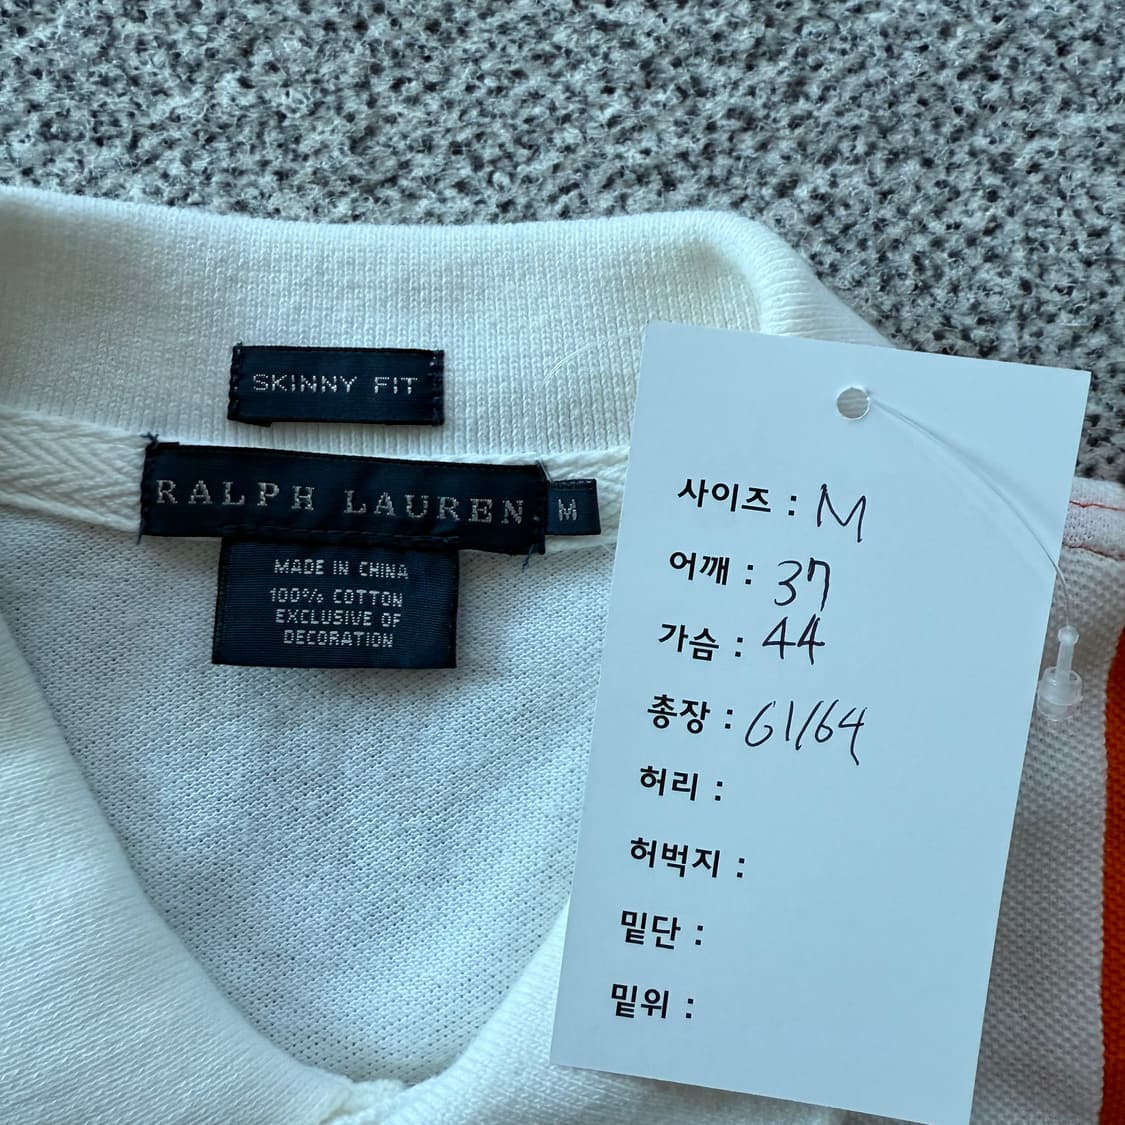 SKINNY FIT
RALPH LAUREN
M
MADE IN CHINA
100% COTTON
EXCLUSIVE OF
DECORATION
사이즈 : M
어깨 : 37
가슴 : 44
총장 : 61/64
허리 :
허벅지 :
밑단 :
밑위 :